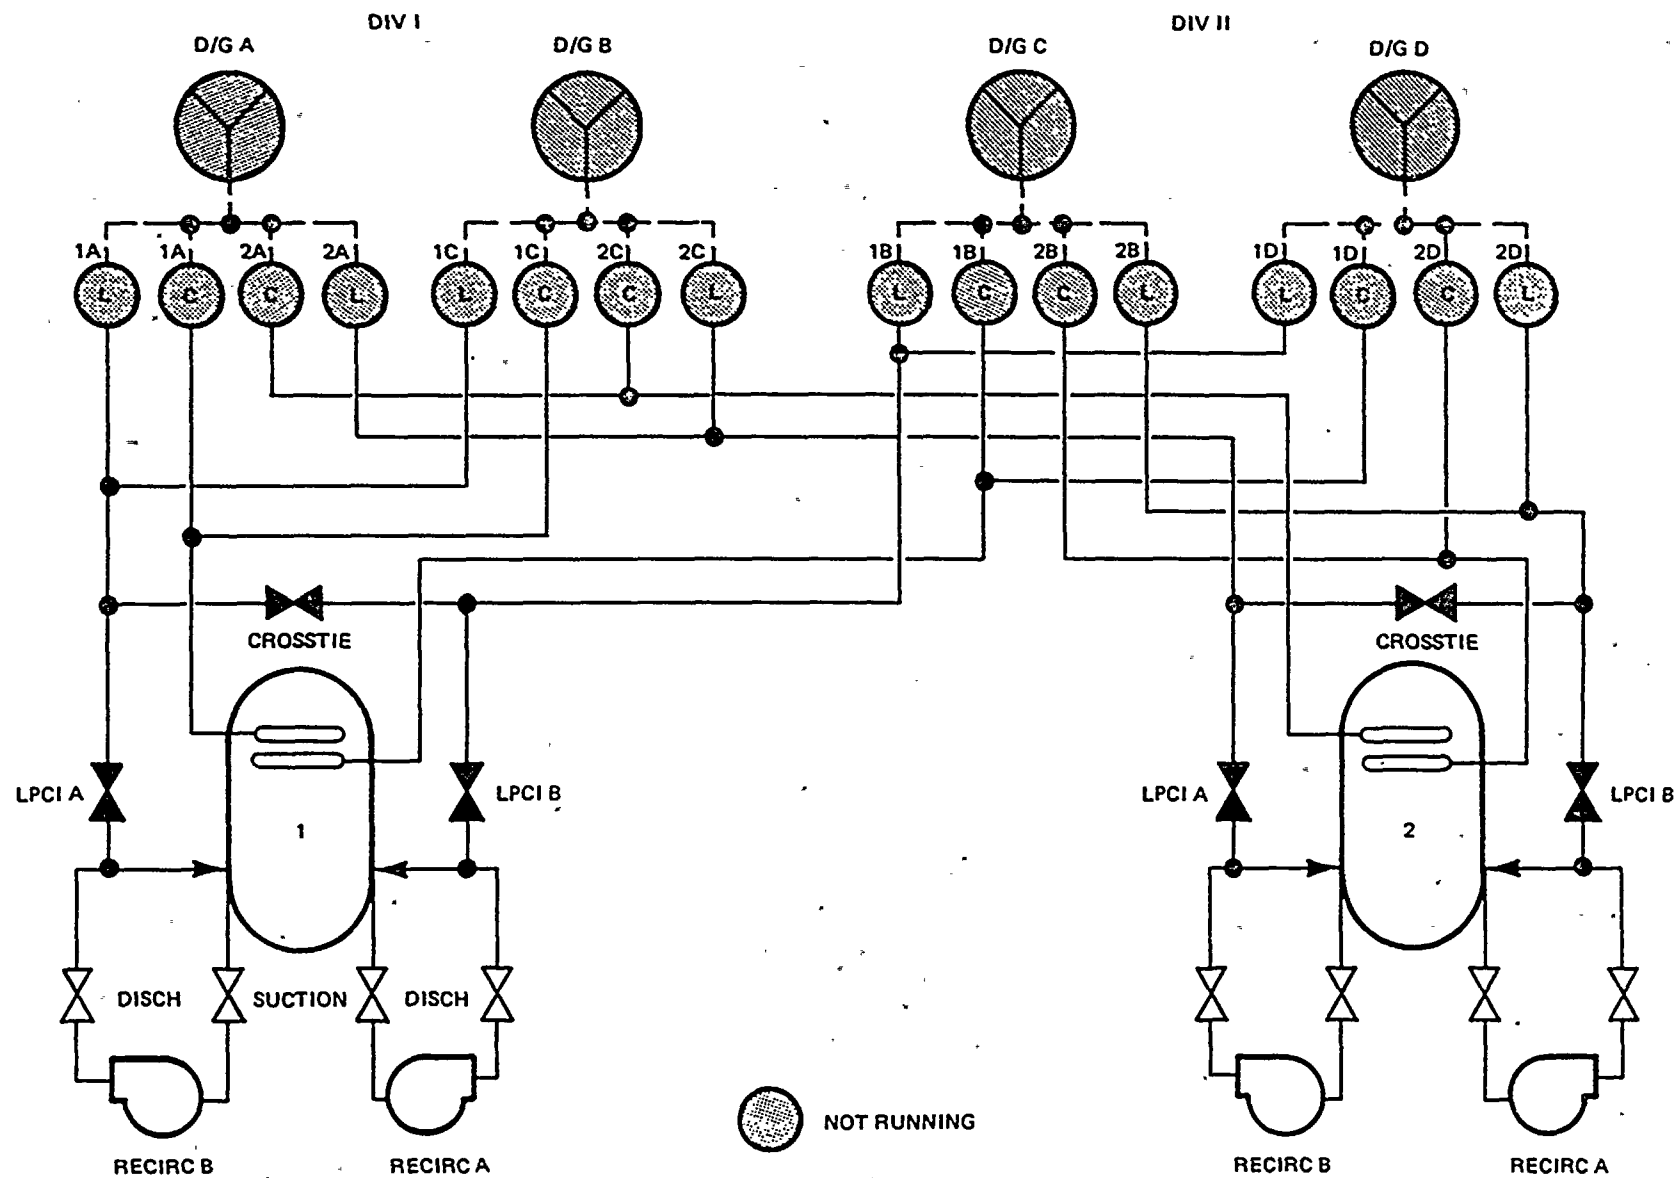 DIV I
DIV II
D/G A
D/G B
D/G C
D/G D
1A 1A 2A 2A
1C 1C 2C 2C
1B 1B 2B 2B
1D 1D 2D 2D
L C C L
L C C L
L C C L
L C C L
CROSSTIE
CROSSTIE
LPCI A
LPCI B
LPCI A
LPCI B
1
2
DISCH
SUCTION
DISCH
NOT RUNNING
RECIRC B
RECIRC A
RECIRC B
RECIRC A